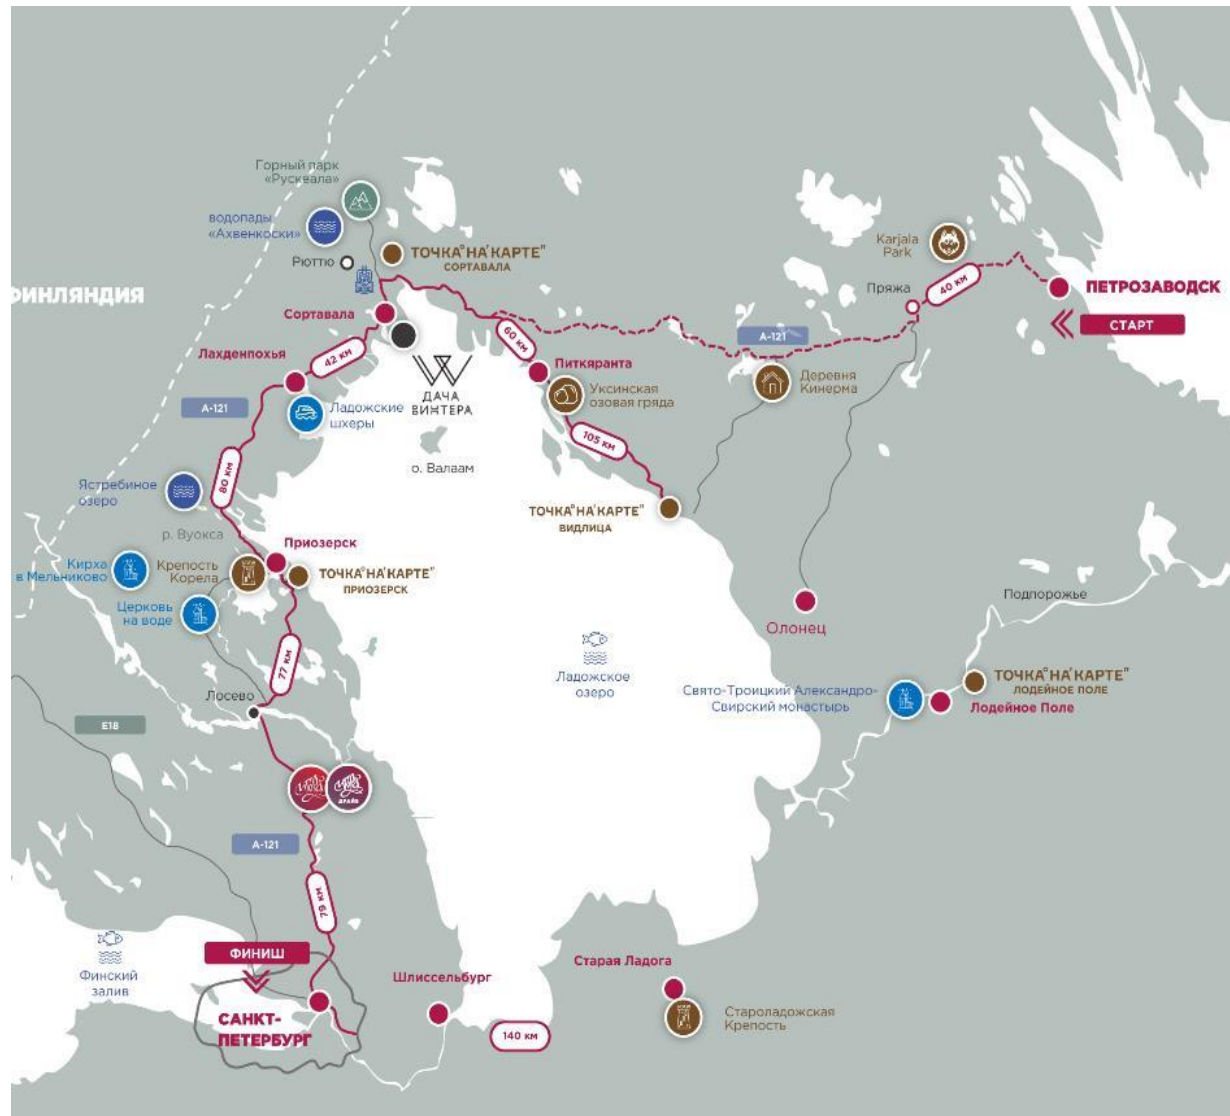 Горный парк
«Рускеала»
водопады
«Ахвенкоски»
Рюттю
ТОЧКА НА КАРТЕ
СОРТАВАЛА
Karjala
Park
ФИНЛЯНДИЯ
Сортавала
Пряжа
40 км
ПЕТРОЗАВОДСК
СТАРТ
60 км
А-121
Лахденпохья
42 км
Питкяранта
Уксинская
озовая гряда
Деревня
Кинерма
ДАЧА
ВИНТЕРА
А-121
Ладожские
шхеры
105 км
о. Валаам
80 км
Ястребиное
озеро
ТОЧКА НА КАРТЕ
ВИДЛИЦА
р. Вуокса
Приозерск
Кирха
в Мельниково
Крепость
Корела
ТОЧКА НА КАРТЕ
ПРИОЗЕРСК
Церковь
на воде
Подпорожье
Олонец
77 км
Ладожское
озеро
Лосево
Свято-Троицкий Александро-
Свирский монастырь
ТОЧКА НА КАРТЕ
ЛОДЕЙНОЕ ПОЛЕ
Лодейное Поле
Е18
ДРАЙВ
А-121
79 км
ФИНИШ
Финский
залив
Шлиссельбург
Старая Ладога
САНКТ-
ПЕТЕРБУРГ
140 км
Староладожская
Крепость